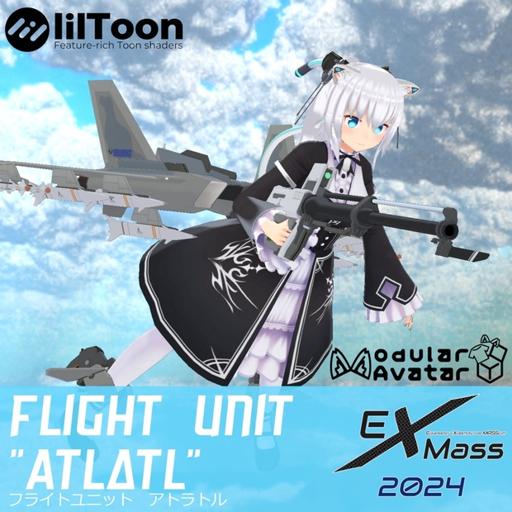 lilToon
Feature-rich Toon shaders
Modular
Avatar
FLIGHT UNIT
"ATLATL"
フライトユニット アトラトル
EX
Mass
2024